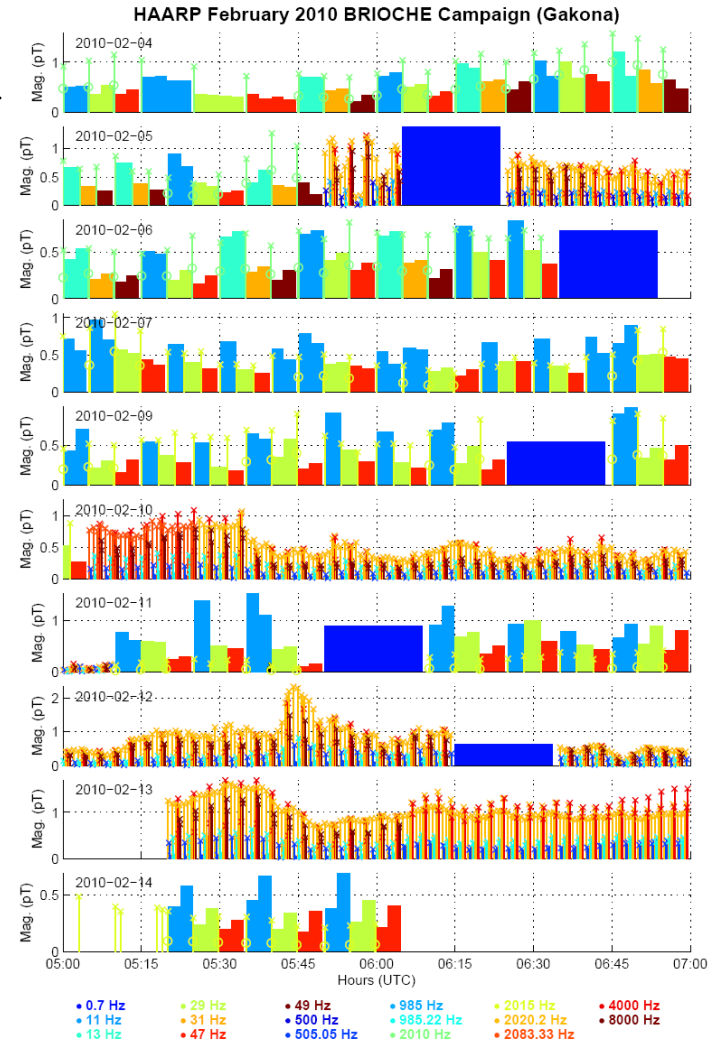 HAARP February 2010 BRIOCHE Campaign (Gakona)
2010-02-04
Mag. (pT)
1
0.5
0
2010-02-05
Mag. (pT)
1
0.5
0
2010-02-06
Mag. (pT)
0.5
0
2010-02-07
Mag. (pT)
1
0.5
0
2010-02-09
Mag. (pT)
0.5
0
2010-02-10
Mag. (pT)
1
0.5
0
2010-02-11
Mag. (pT)
1
0.5
0
2010-02-12
Mag. (pT)
2
1
0
2010-02-13
Mag. (pT)
1
0
2010-02-14
Mag. (pT)
0.5
0
05:00 05:15 05:30 05:45 06:00 06:15 06:30 06:45 07:00
Hours (UTC)
0.7 Hz 29 Hz 49 Hz 985 Hz 2015 Hz 4000 Hz
11 Hz 31 Hz 500 Hz 985.22 Hz 2020.2 Hz 8000 Hz
13 Hz 47 Hz 505.05 Hz 2010 Hz 2083.33 Hz